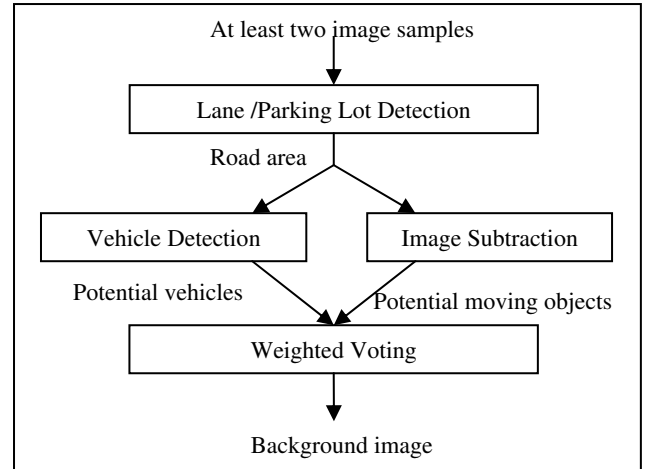 At least two image samples
Lane /Parking Lot Detection
Road area
Vehicle Detection
Image Subtraction
Potential vehicles
Potential moving objects
Weighted Voting
Background image